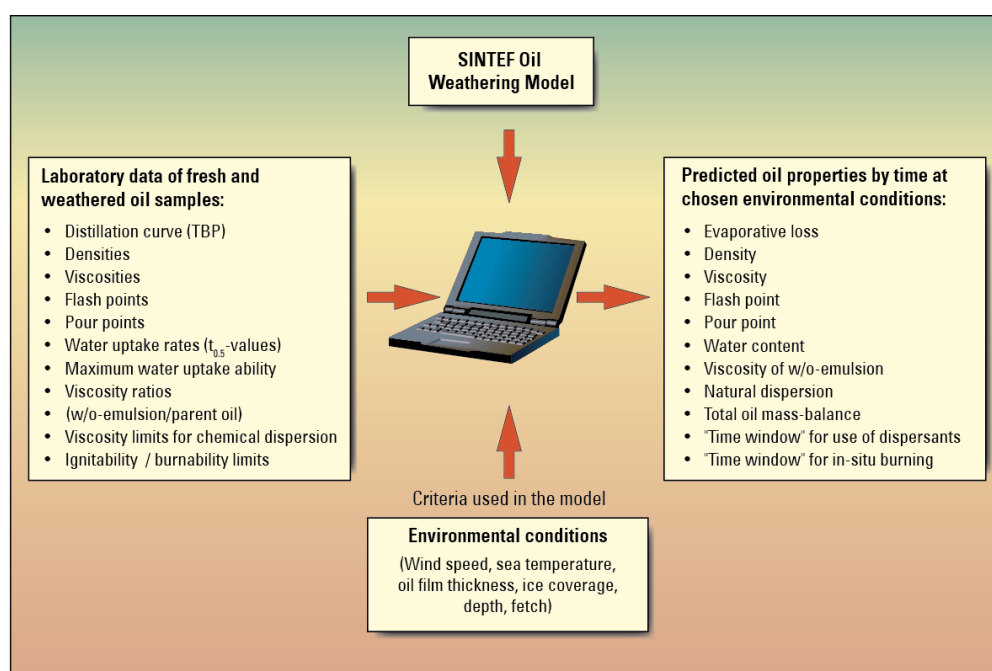 SINTEF Oil
Weathering Model
Laboratory data of fresh and
weathered oil samples:
• Distillation curve (TBP)
• Densities
• Viscosities
• Flash points
• Pour points
• Water uptake rates (t0.5-values)
• Maximum water uptake ability
• Viscosity ratios
• (w/o-emulsion/parent oil)
• Viscosity limits for chemical dispersion
• Ignitability / burnability limits
Predicted oil properties by time at
chosen environmental conditions:
• Evaporative loss
• Density
• Viscosity
• Flash point
• Pour point
• Water content
• Viscosity of w/o-emulsion
• Natural dispersion
• Total oil mass-balance
• "Time window" for use of dispersants
• "Time window" for in-situ burning
Criteria used in the model
Environmental conditions
(Wind speed, sea temperature,
oil film thickness, ice coverage,
depth, fetch)